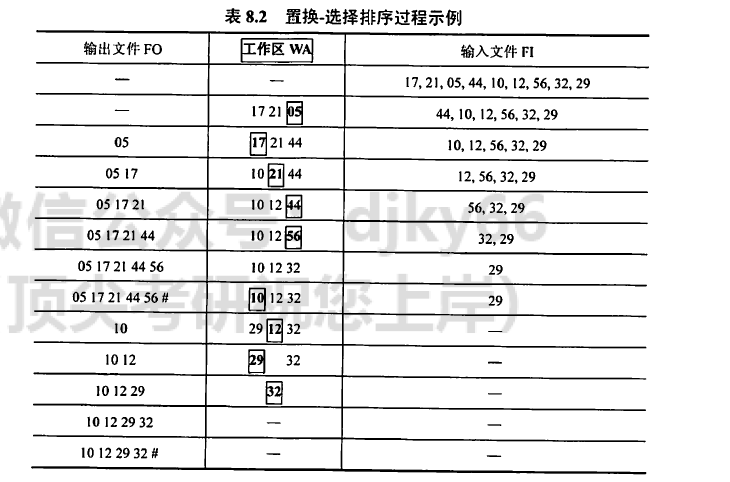 表 8.2 置换-选择排序过程示例
输出文件 FO 工作区 WA 输入文件 FI
— — 17, 21, 05, 44, 10, 12, 56, 32, 29
— 17 21 05 44, 10, 12, 56, 32, 29
05 17 21 44 10, 12, 56, 32, 29
05 17 10 21 44 12, 56, 32, 29
05 17 21 10 12 44 56, 32, 29
05 17 21 44 10 12 56 32, 29
05 17 21 44 56 10 12 32 29
05 17 21 44 56 # 10 12 32 29
10 29 12 32 —
10 12 29 32 —
10 12 29 32 —
10 12 29 32 — —
10 12 29 32 # — —
微信公众号 djky66
顶尖考研祝您上岸)